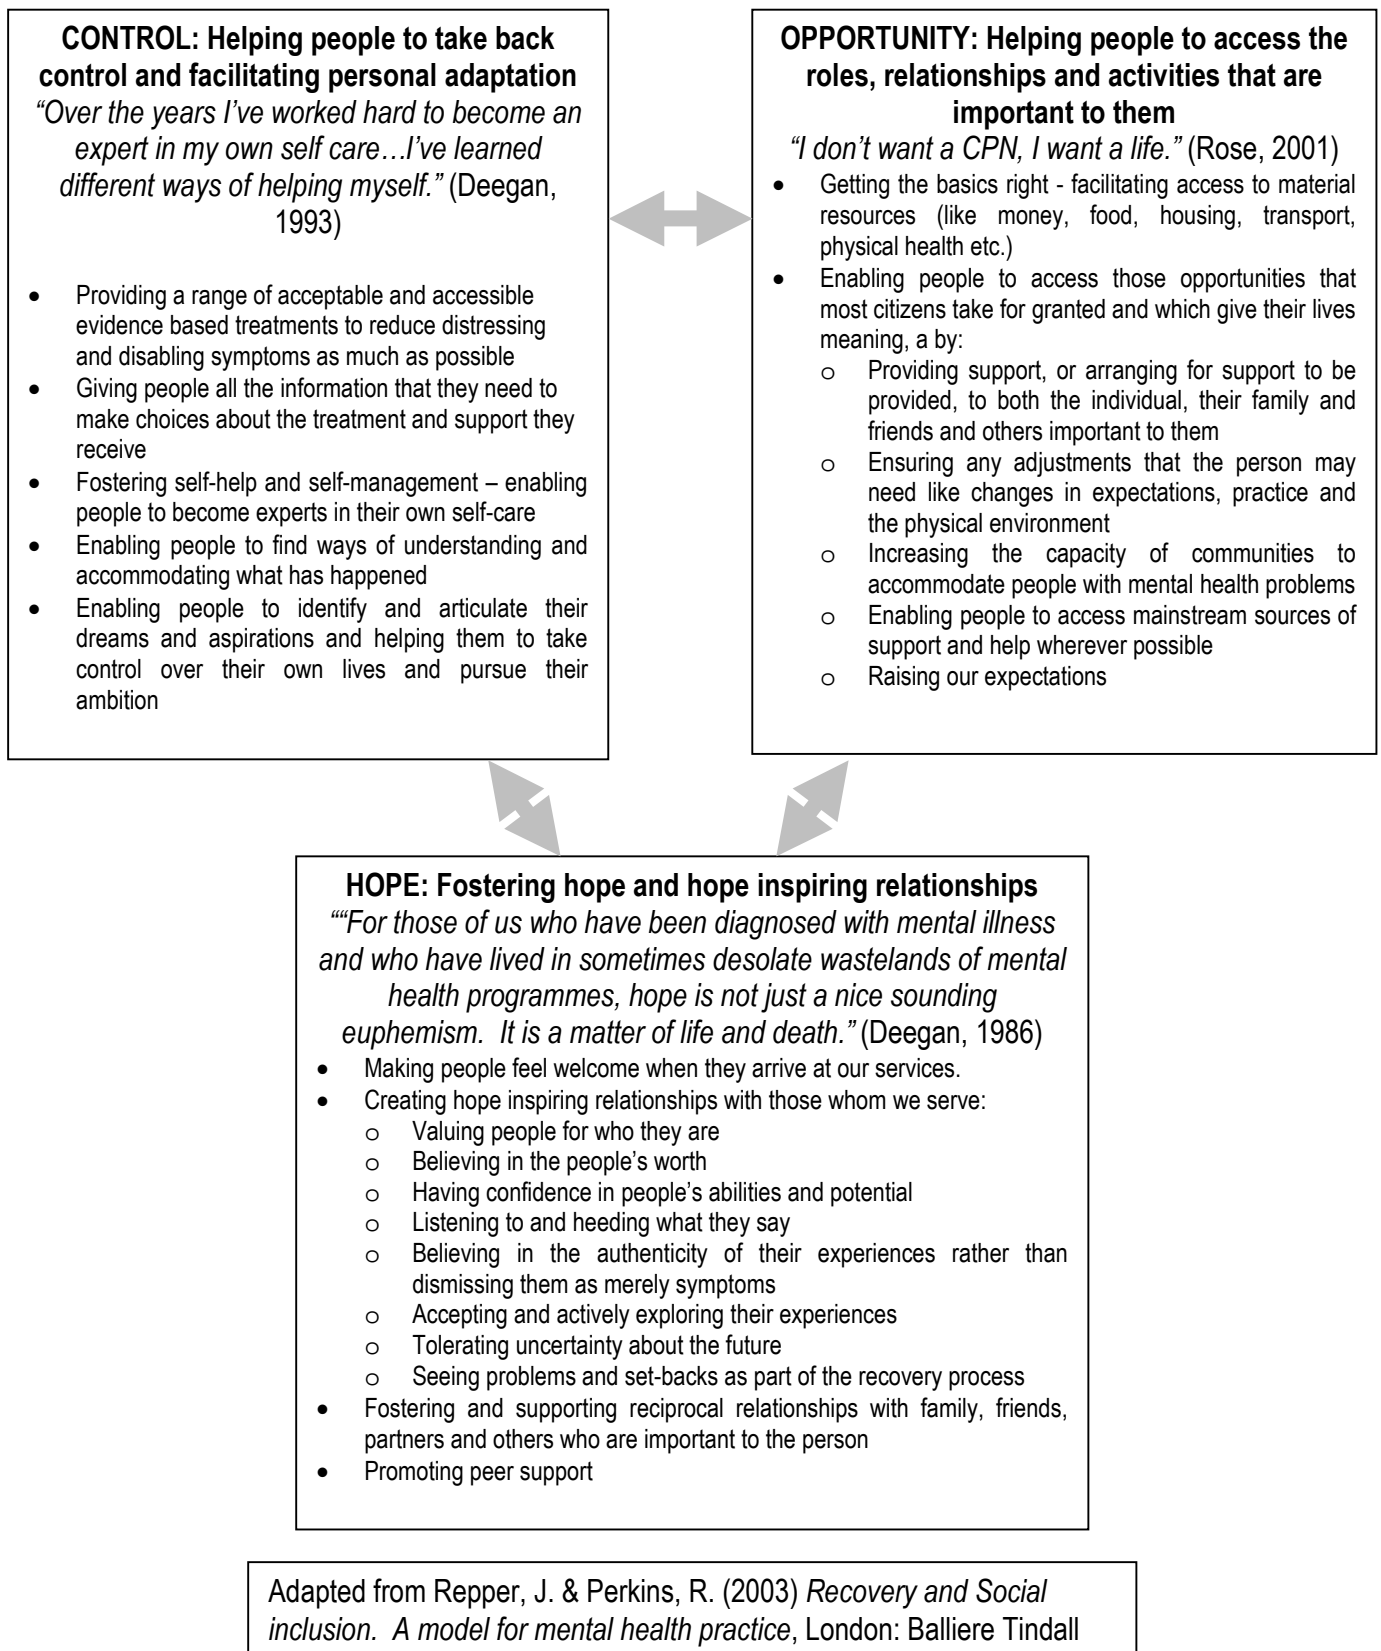 CONTROL: Helping people to take back
control and facilitating personal adaptation
“Over the years I’ve worked hard to become an
expert in my own self care…I’ve learned
different ways of helping myself.” (Deegan,
1993)
• Providing a range of acceptable and accessible
evidence based treatments to reduce distressing
and disabling symptoms as much as possible
• Giving people all the information that they need to
make choices about the treatment and support they
receive
• Fostering self-help and self-management – enabling
people to become experts in their own self-care
• Enabling people to find ways of understanding and
accommodating what has happened
• Enabling people to identify and articulate their
dreams and aspirations and helping them to take
control over their own lives and pursue their
ambition
OPPORTUNITY: Helping people to access the
roles, relationships and activities that are
important to them
“I don’t want a CPN, I want a life.” (Rose, 2001)
• Getting the basics right - facilitating access to material
resources (like money, food, housing, transport,
physical health etc.)
• Enabling people to access those opportunities that
most citizens take for granted and which give their lives
meaning, a by:
o Providing support, or arranging for support to be
provided, to both the individual, their family and
friends and others important to them
o Ensuring any adjustments that the person may
need like changes in expectations, practice and
the physical environment
o Increasing the capacity of communities to
accommodate people with mental health problems
o Enabling people to access mainstream sources of
support and help wherever possible
o Raising our expectations
HOPE: Fostering hope and hope inspiring relationships
““For those of us who have been diagnosed with mental illness
and who have lived in sometimes desolate wastelands of mental
health programmes, hope is not just a nice sounding
euphemism. It is a matter of life and death.” (Deegan, 1986)
• Making people feel welcome when they arrive at our services.
• Creating hope inspiring relationships with those whom we serve:
o Valuing people for who they are
o Believing in the people’s worth
o Having confidence in people’s abilities and potential
o Listening to and heeding what they say
o Believing in the authenticity of their experiences rather than
dismissing them as merely symptoms
o Accepting and actively exploring their experiences
o Tolerating uncertainty about the future
o Seeing problems and set-backs as part of the recovery process
• Fostering and supporting reciprocal relationships with family, friends,
partners and others who are important to the person
• Promoting peer support
Adapted from Repper, J. & Perkins, R. (2003) Recovery and Social
inclusion. A model for mental health practice, London: Balliere Tindall